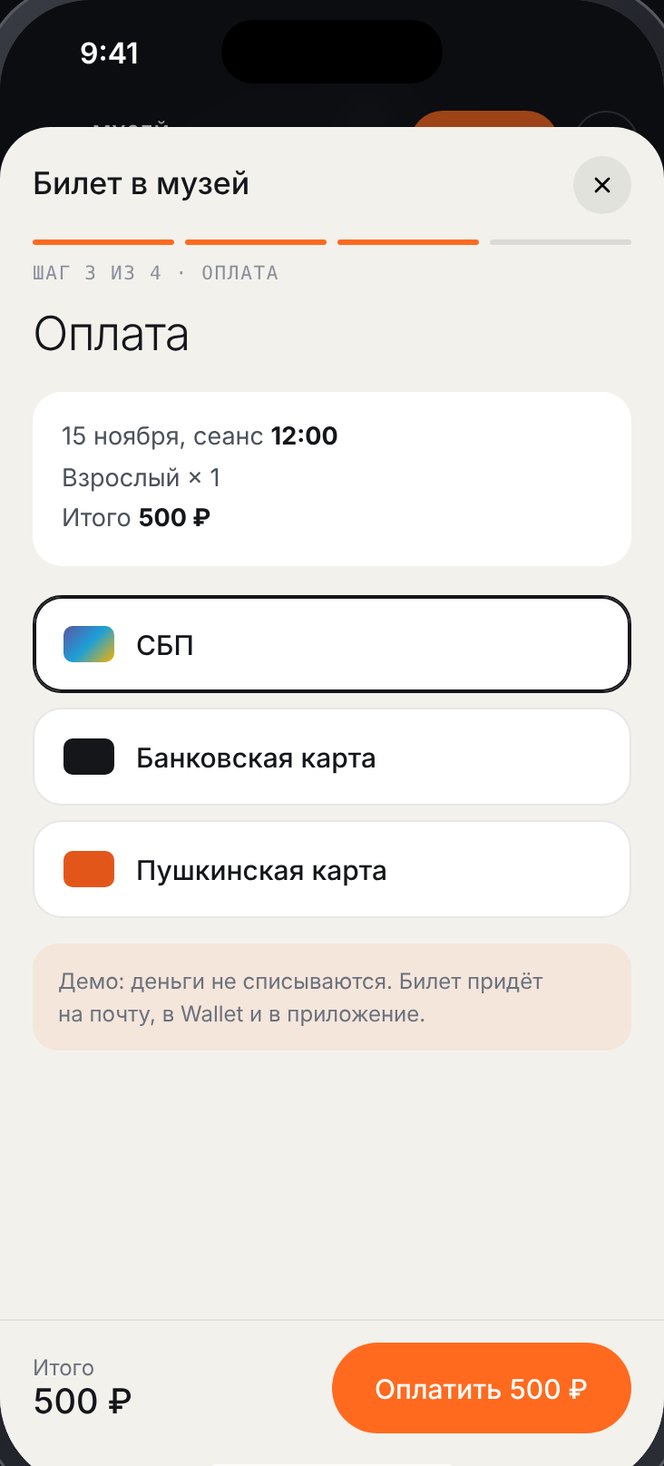 9:41
Билет в музей
ШАГ 3 ИЗ 4 · ОПЛАТА
Оплата
15 ноября, сеанс 12:00
Взрослый × 1
Итого 500 ₽
СБП
Банковская карта
Пушкинская карта
Демо: деньги не списываются. Билет придёт
на почту, в Wallet и в приложение.
Итого
500 ₽
Оплатить 500 ₽